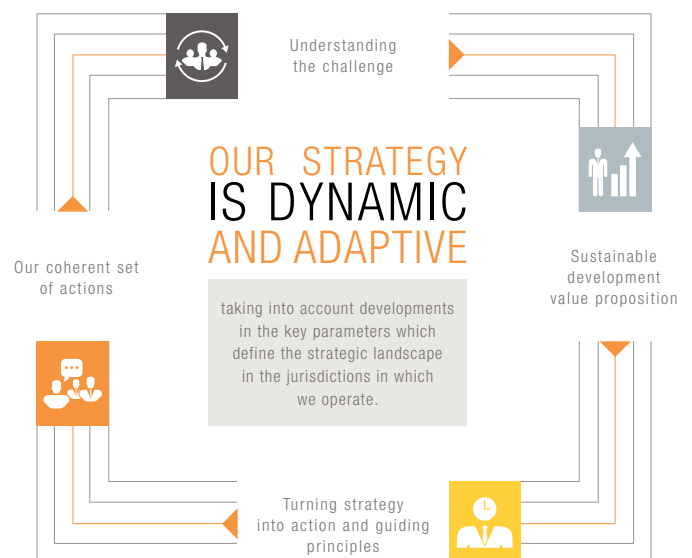 Understanding
the challenge
OUR STRATEGY
IS DYNAMIC
AND ADAPTIVE
taking into account developments
in the key parameters which
define the strategic landscape
in the jurisdictions in which
we operate.
Sustainable
development
value proposition
Turning strategy
into action and guiding
principles
Our coherent set
of actions